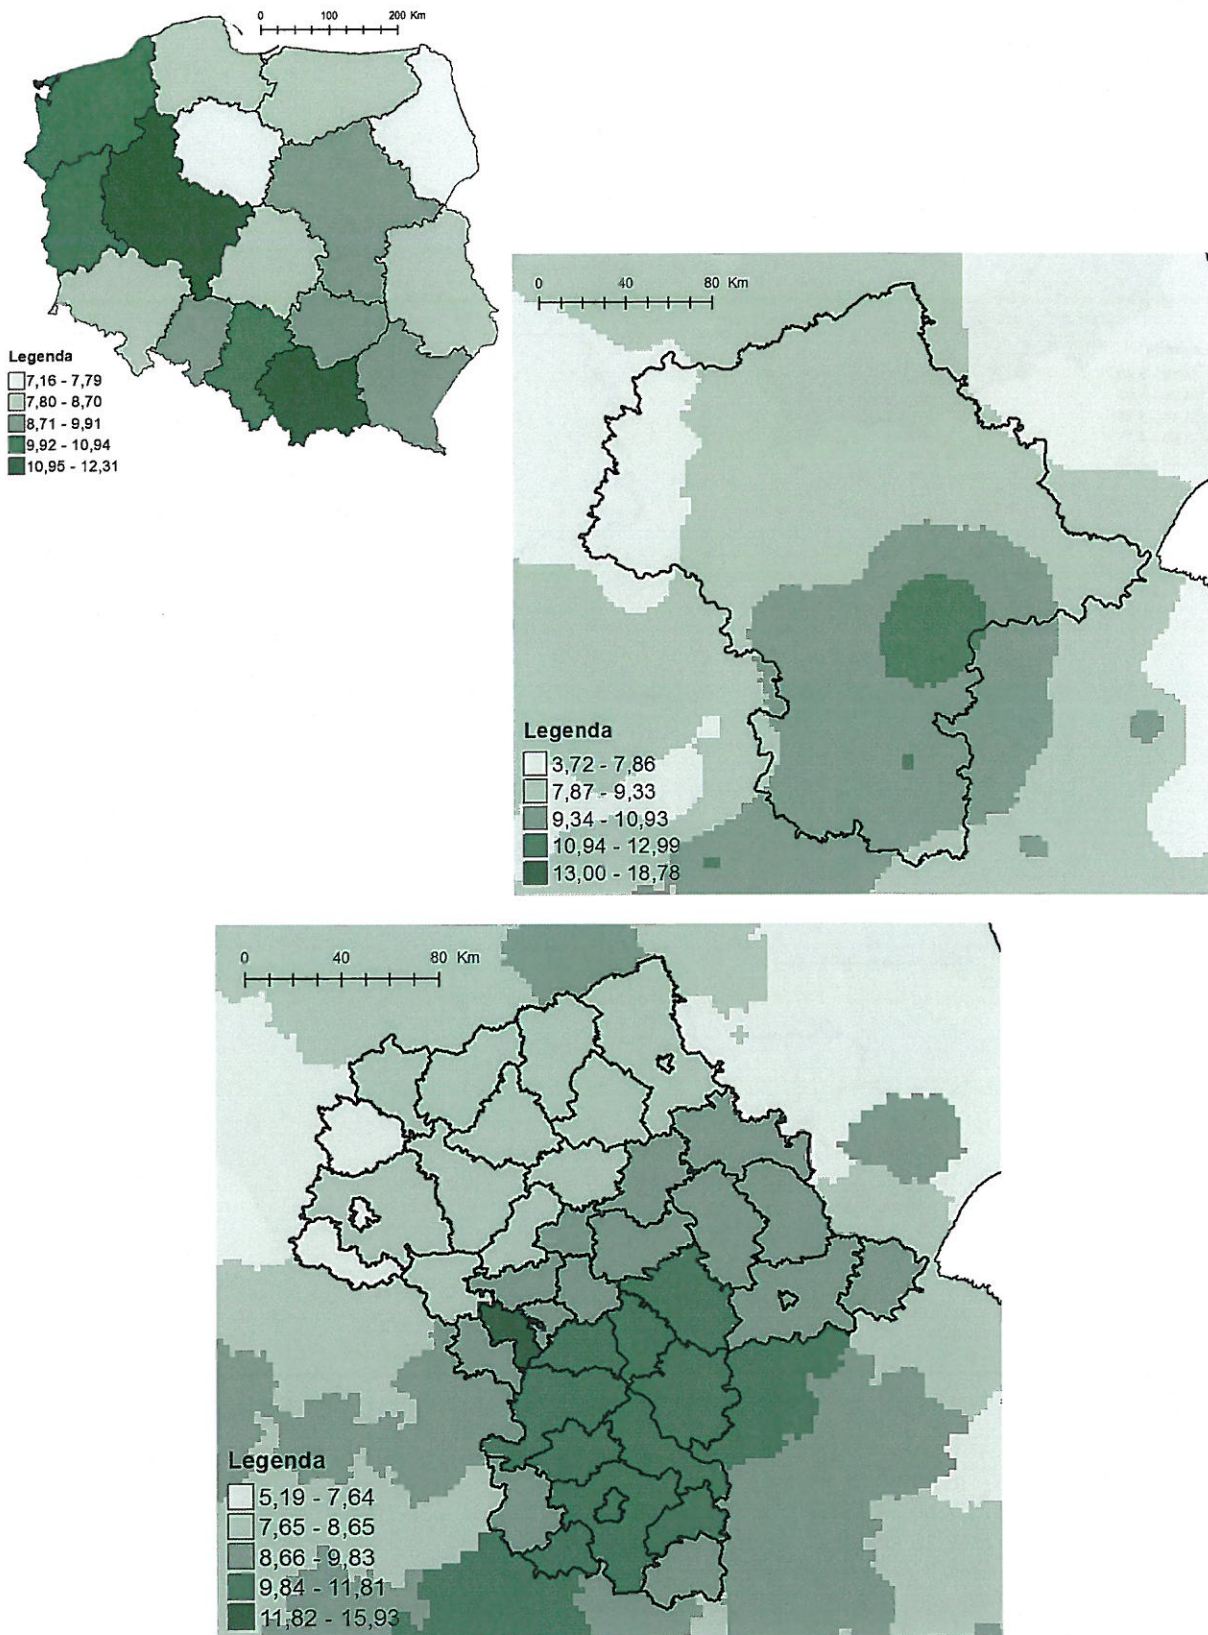 0 100 200 Km
Legenda
7,16 - 7,79
7,80 - 8,70
8,71 - 9,91
9,92 - 10,94
10,95 - 12,31
0 40 80 Km
Legenda
3,72 - 7,86
7,87 - 9,33
9,34 - 10,93
10,94 - 12,99
13,00 - 18,78
0 40 80 Km
Legenda
5,19 - 7,64
7,65 - 8,65
8,66 - 9,83
9,84 - 11,81
11,82 - 15,93